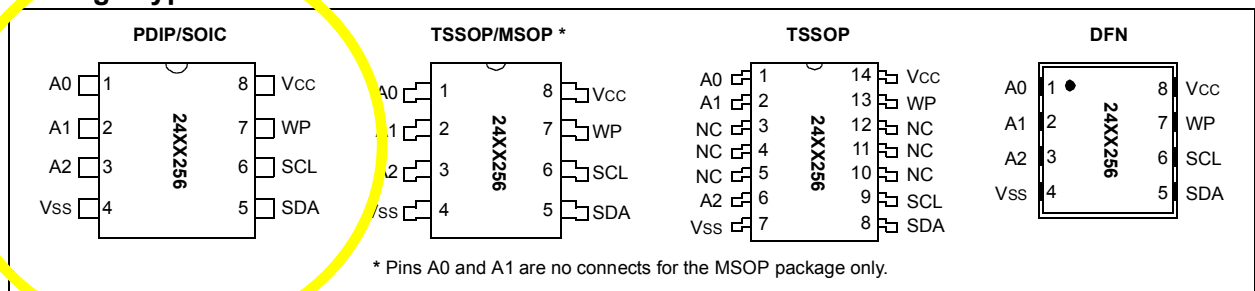 PDIP/SOIC
A0 1 8 VCC
A1 2 7 WP
A2 3 6 SCL
VSS 4 5 SDA
24XX256
TSSOP/MSOP *
A0 1 8 VCC
A1 2 7 WP
A2 3 6 SCL
VSS 4 5 SDA
24XX256
TSSOP
A0 1 14 VCC
A1 2 13 WP
NC 3 12 NC
NC 4 11 NC
NC 5 10 NC
A2 6 9 SCL
VSS 7 8 SDA
24XX256
DFN
A0 1 8 VCC
A1 2 7 WP
A2 3 6 SCL
VSS 4 5 SDA
24XX256
* Pins A0 and A1 are no connects for the MSOP package only.